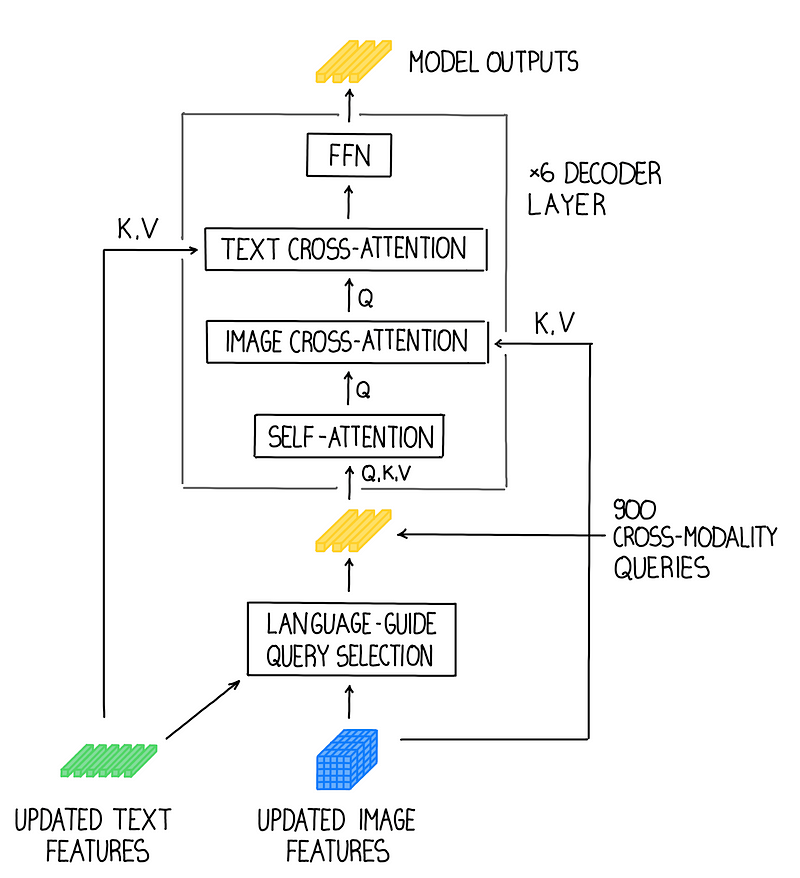 MODEL OUTPUTS
FFN
×6 DECODER
LAYER
K,V
TEXT CROSS-ATTENTION
Q
K,V
IMAGE CROSS-ATTENTION
Q
SELF-ATTENTION
Q,K,V
900
CROSS-MODALITY
QUERIES
LANGUAGE-GUIDE
QUERY SELECTION
UPDATED TEXT
FEATURES
UPDATED IMAGE
FEATURES